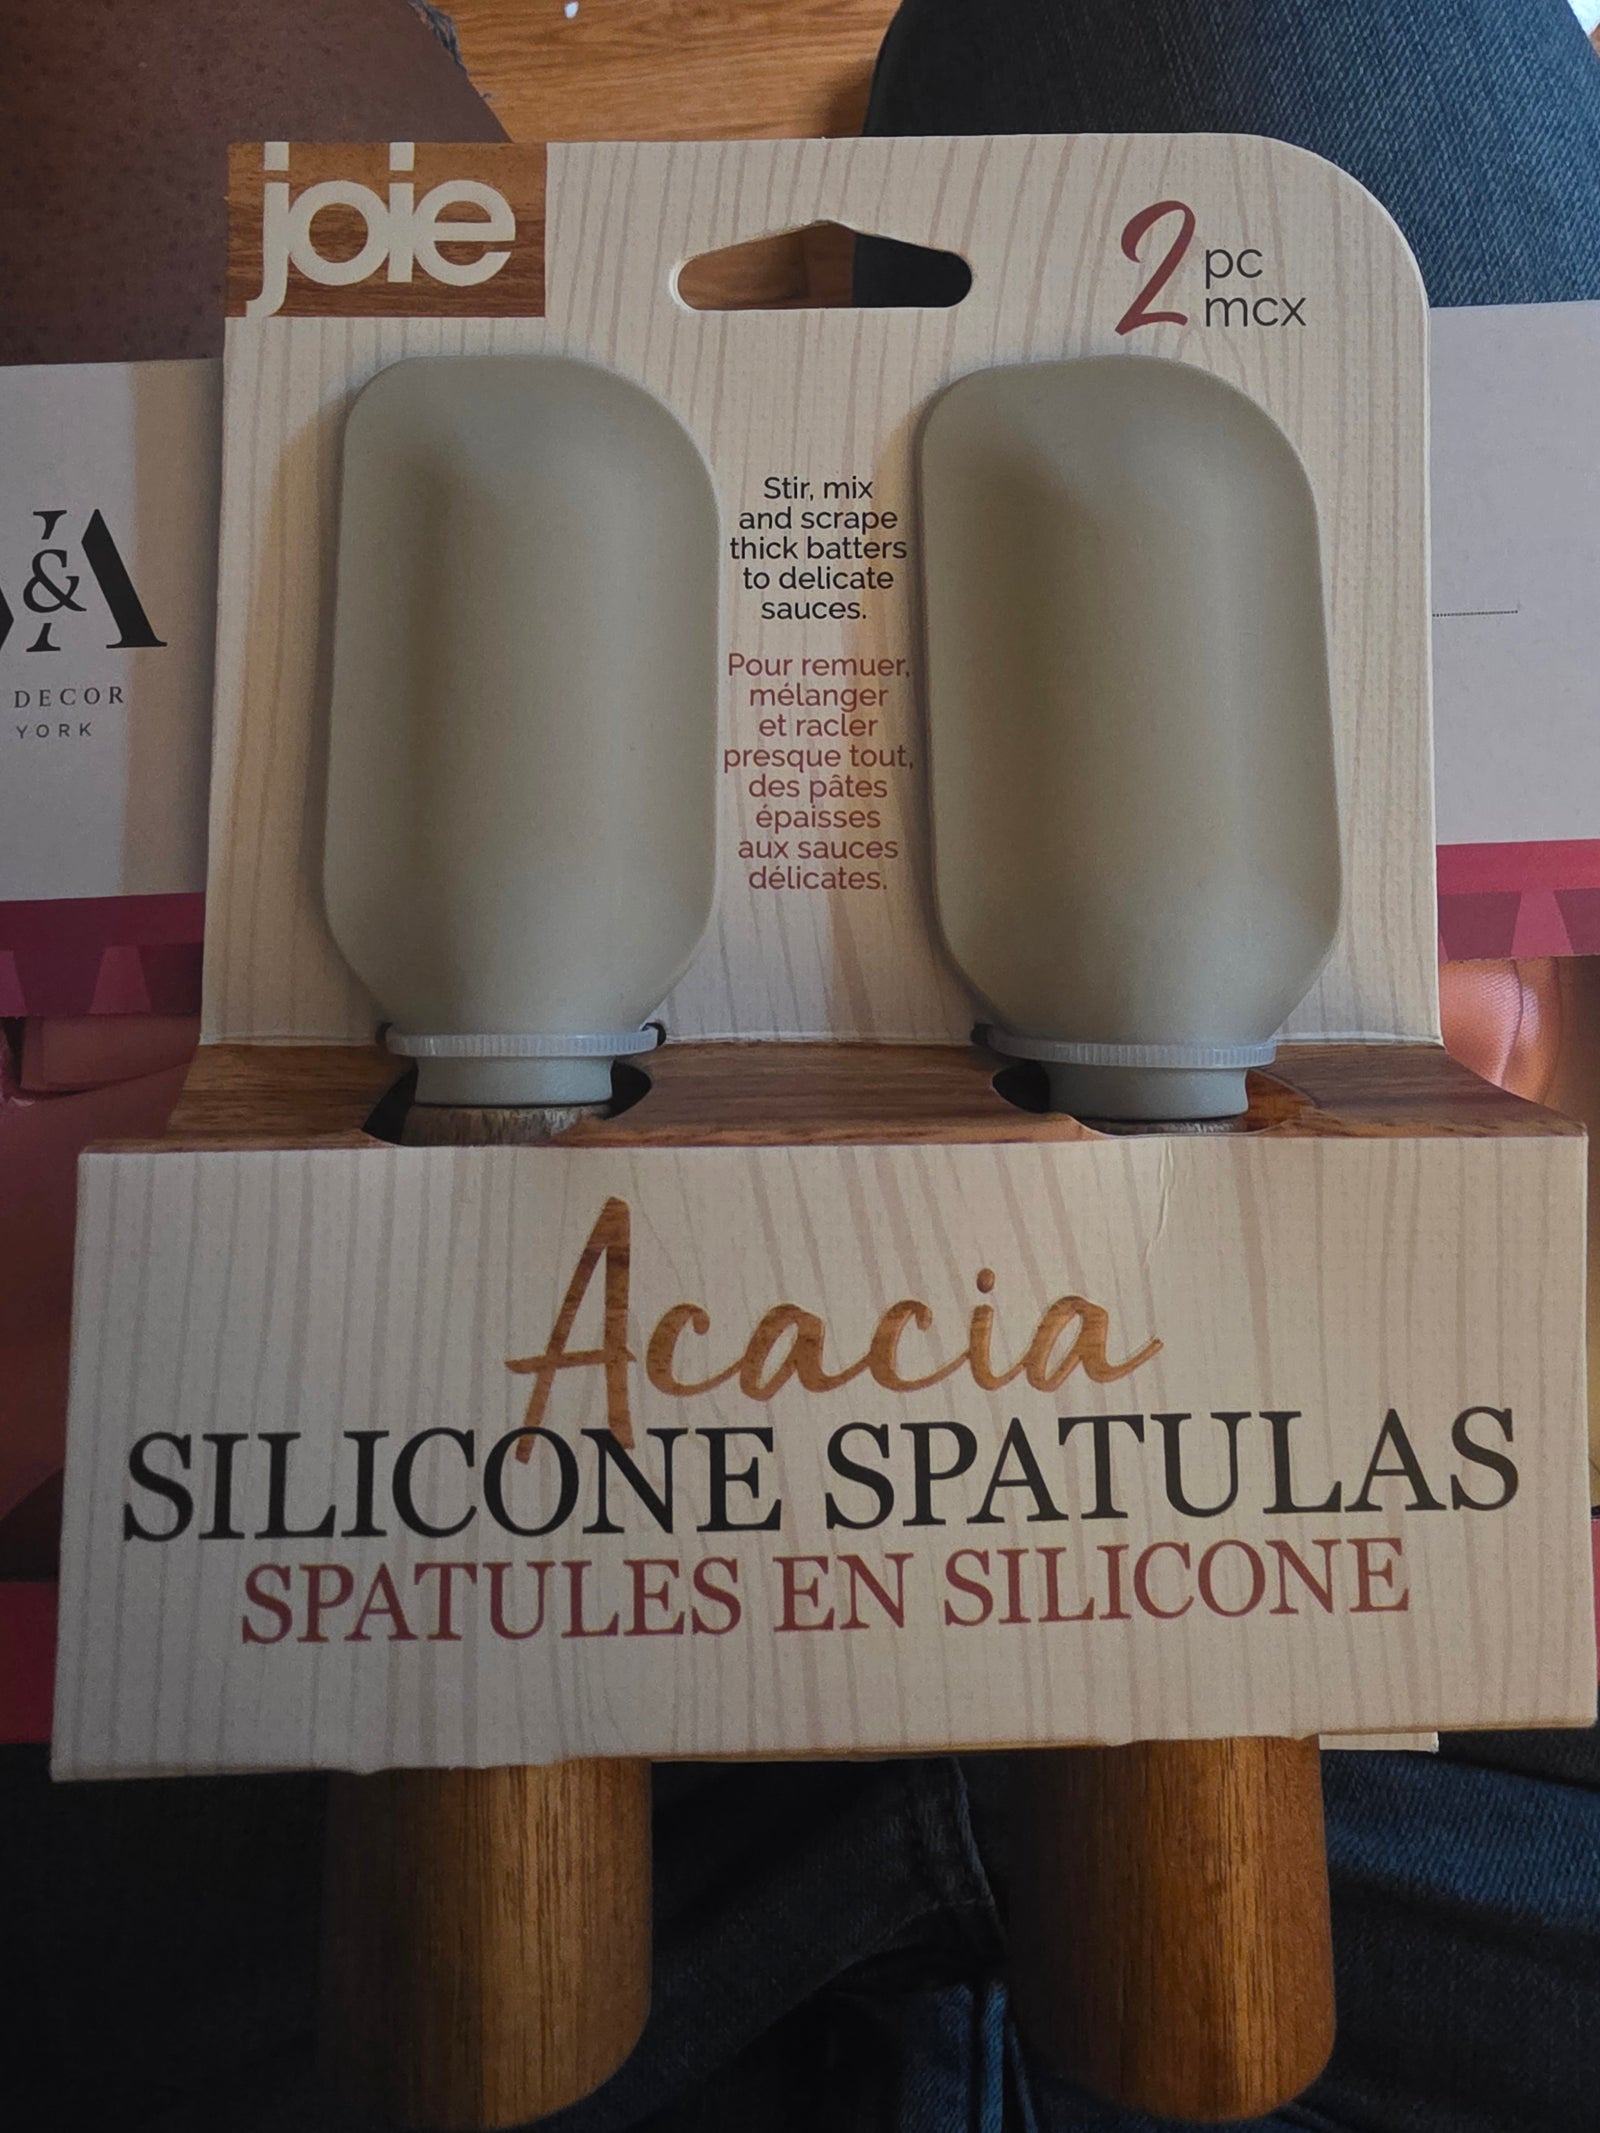 joie
2 pc
mcx
Stir, mix
and scrape
thick batters
to delicate
sauces.
Pour remuer,
mélanger
et racler
presque tout,
des pâtes
épaisses
aux sauces
délicates.
&A
DECOR
YORK
Acacia
SILICONE SPATULAS
SPATULES EN SILICONE